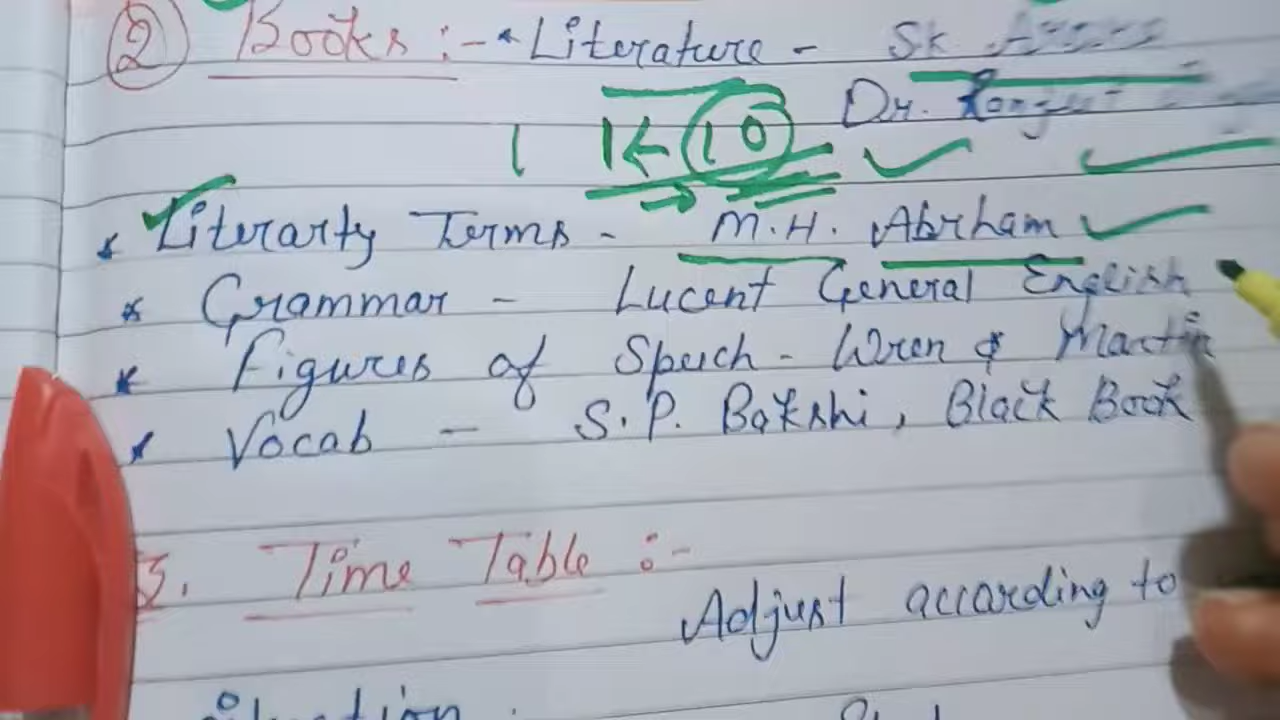 ② Books :- * Literature - Sk
Dr.
1 1 ← 10
* Literarty Terms - M.H. Abrham
* Grammar - Lucent General English
* Figures of Speech - Wren & Martin
* Vocab - S.P. Bakshi, Black Book
3. Time Table :-
Adjust according to